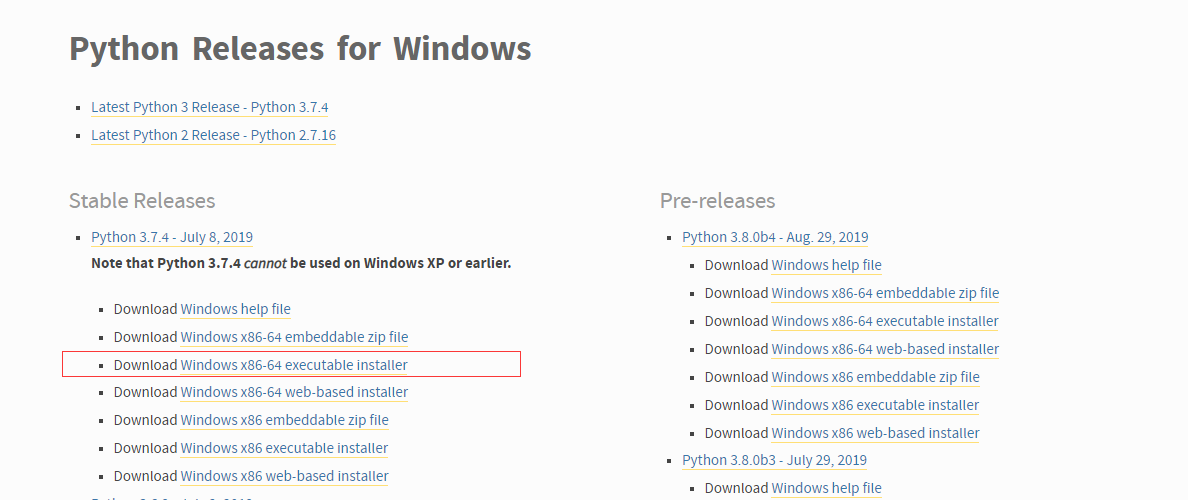 Python Releases for Windows
Latest Python 3 Release - Python 3.7.4
Latest Python 2 Release - Python 2.7.16
Stable Releases
Python 3.7.4 - July 8, 2019
Note that Python 3.7.4 cannot be used on Windows XP or earlier.
Download Windows help file
Download Windows x86-64 embeddable zip file
Download Windows x86-64 executable installer
Download Windows x86-64 web-based installer
Download Windows x86 embeddable zip file
Download Windows x86 executable installer
Download Windows x86 web-based installer
Pre-releases
Python 3.8.0b4 - Aug. 29, 2019
Download Windows help file
Download Windows x86-64 embeddable zip file
Download Windows x86-64 executable installer
Download Windows x86-64 web-based installer
Download Windows x86 embeddable zip file
Download Windows x86 executable installer
Download Windows x86 web-based installer
Python 3.8.0b3 - July 29, 2019
Download Windows help file